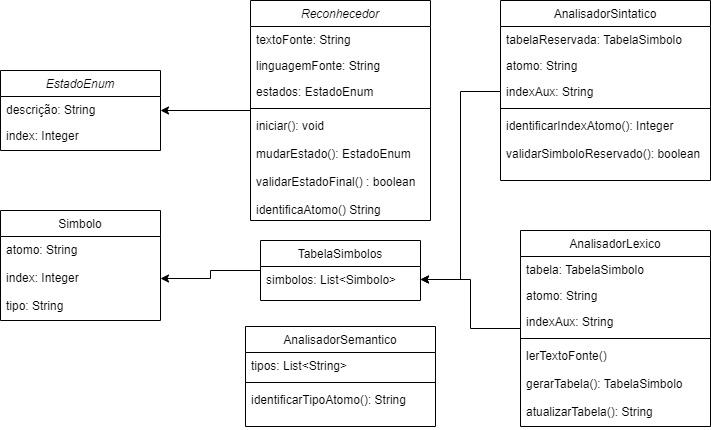 Reconhecedor
textoFonte: String
linguagemFonte: String
estados: EstadoEnum
iniciar(): void
mudarEstado(): EstadoEnum
validarEstadoFinal() : boolean
identificaAtomo() String
AnalisadorSintatico
tabelaReservada: TabelaSimbolo
atomo: String
indexAux: String
identificarIndexAtomo(): Integer
validarSimboloReservado(): boolean
EstadoEnum
descrição: String
index: Integer
Simbolo
atomo: String
index: Integer
tipo: String
TabelaSimbolos
simbolos: List<Simbolo>
AnalisadorLexico
tabela: TabelaSimbolo
atomo: String
indexAux: String
lerTextoFonte()
gerarTabela(): TabelaSimbolo
atualizarTabela(): String
AnalisadorSemantico
tipos: List<String>
identificarTipoAtomo(): String